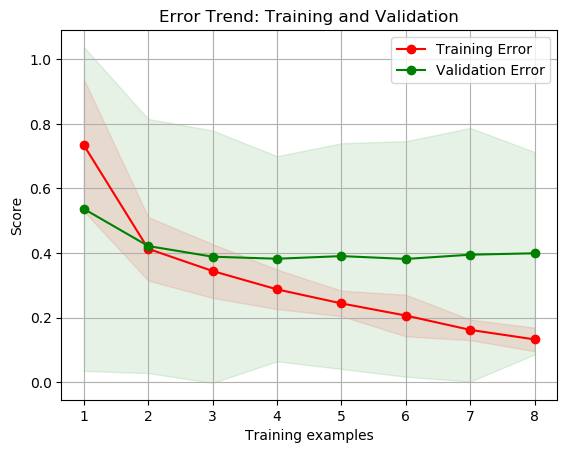 Error Trend: Training and Validation
Training Error
Validation Error
Score
1.0
0.8
0.6
0.4
0.2
0.0
1 2 3 4 5 6 7 8
Training examples